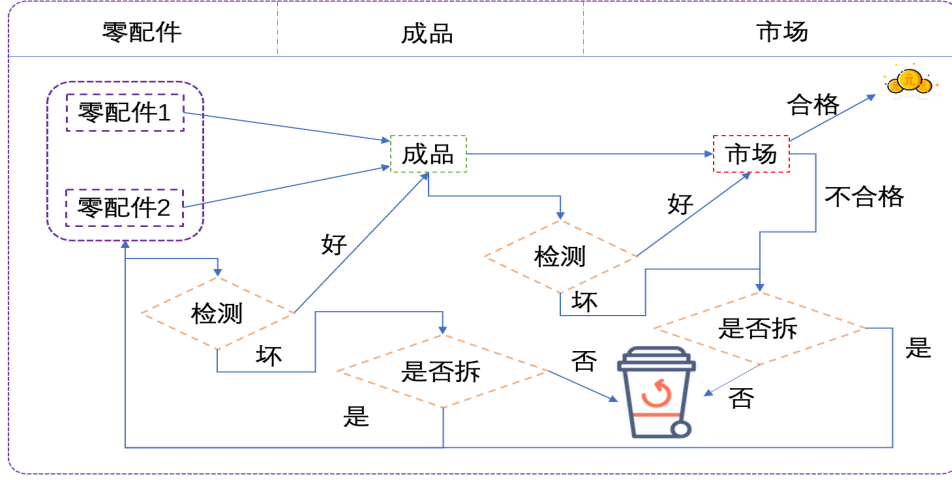 零配件
成品
市场
元
合格
零配件1
成品
市场
零配件2
好
好
不合格
检测
检测
坏
是否拆
坏
是否拆
否
是
否
是